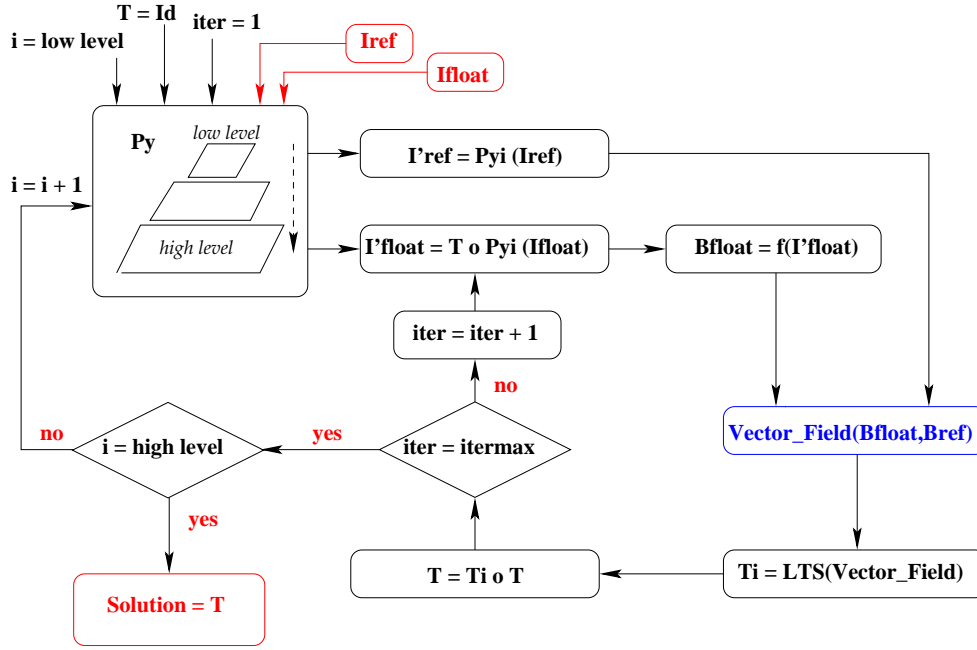 T = Id
iter = 1
i = low level
Iref
Ifloat
Py
low level
high level
I'ref = Pyi (Iref)
i = i + 1
I'float = T o Pyi (Ifloat)
Bfloat = f(I'float)
iter = iter + 1
no
no
i = high level
yes
iter = itermax
Vector_Field(Bfloat,Bref)
yes
T = Ti o T
Ti = LTS(Vector_Field)
Solution = T